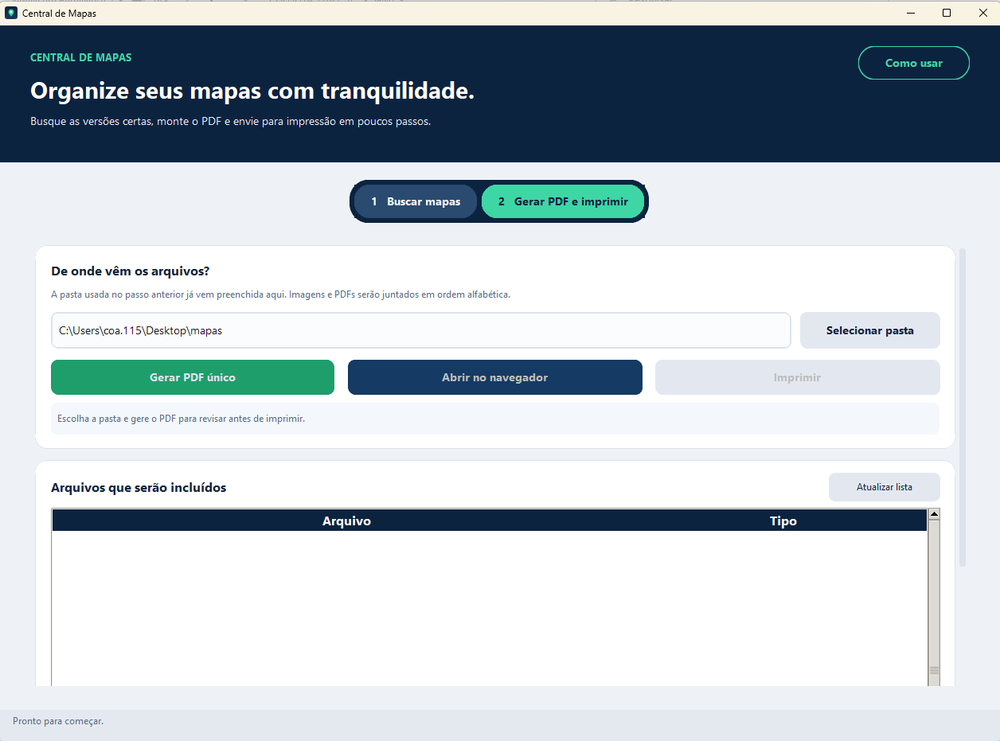 Central de Mapas
CENTRAL DE MAPAS
Como usar
Organize seus mapas com tranquilidade.
Busque as versões certas, monte o PDF e envie para impressão em poucos passos.
1 Buscar mapas
2 Gerar PDF e imprimir
De onde vêm os arquivos?
A pasta usada no passo anterior já vem preenchida aqui. Imagens e PDFs serão juntados em ordem alfabética.
C:\Users\coa.115\Desktop\mapas
Selecionar pasta
Gerar PDF único
Abrir no navegador
Imprimir
Escolha a pasta e gere o PDF para revisar antes de imprimir.
Arquivos que serão incluídos
Atualizar lista
Arquivo
Tipo
Pronto para começar.